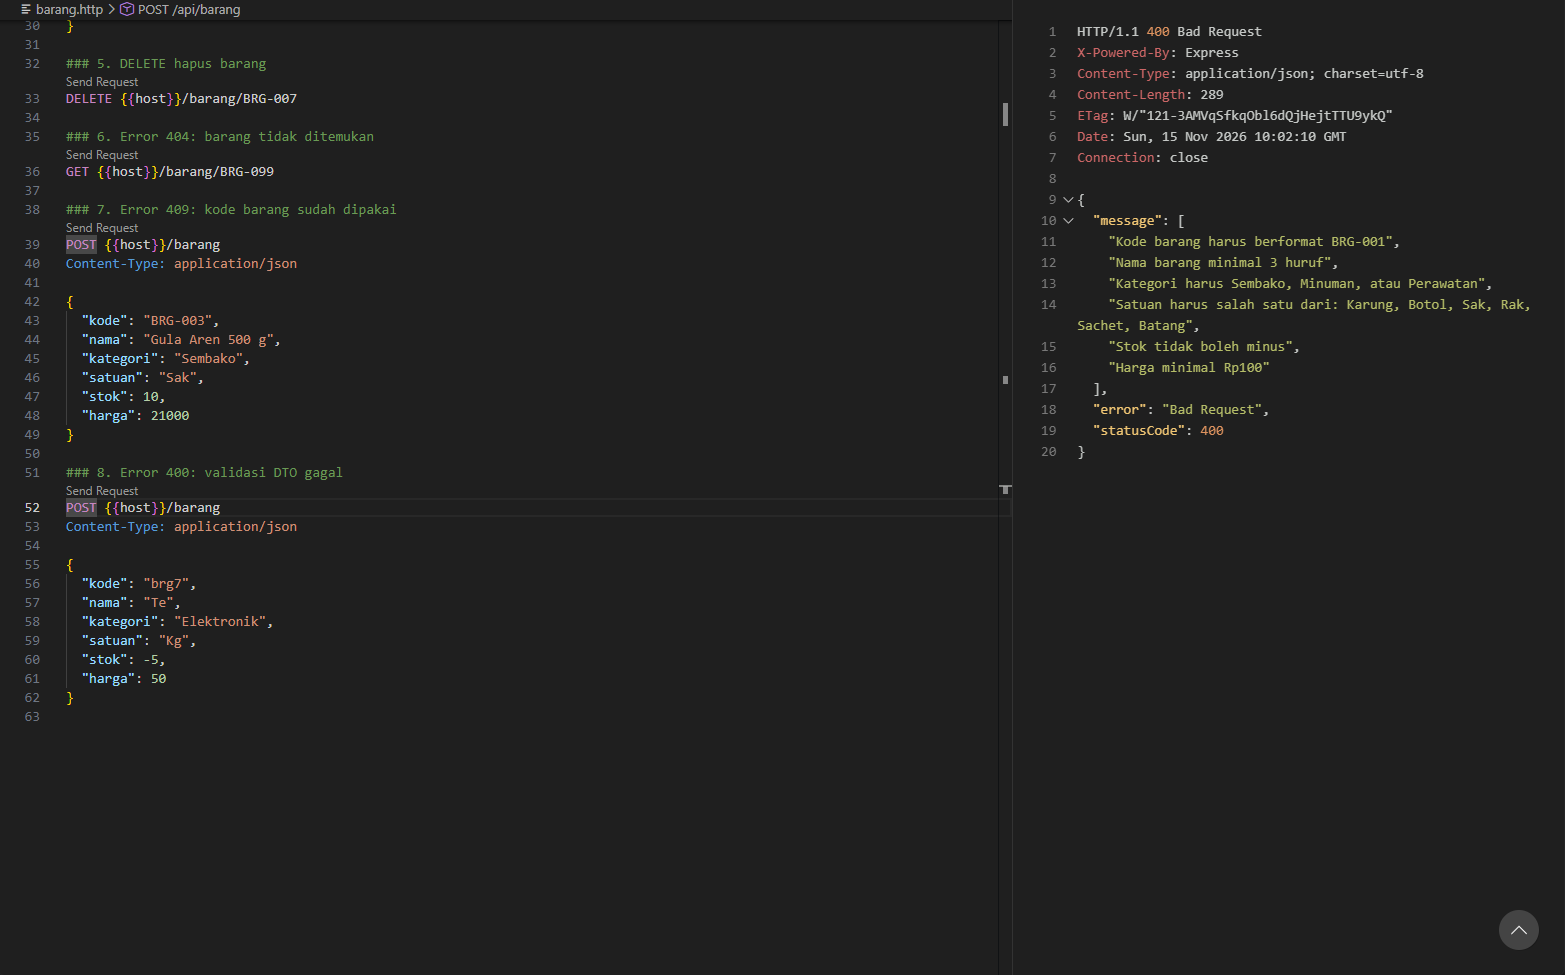 barang.http > POST /api/barang
30 }
31
32 ### 5. DELETE hapus barang
Send Request
33 DELETE {{host}}/barang/BRG-007
34
35 ### 6. Error 404: barang tidak ditemukan
Send Request
36 GET {{host}}/barang/BRG-099
37
38 ### 7. Error 409: kode barang sudah dipakai
Send Request
39 POST {{host}}/barang
40 Content-Type: application/json
41
42 {
43 "kode": "BRG-003",
44 "nama": "Gula Aren 500 g",
45 "kategori": "Sembako",
46 "satuan": "Sak",
47 "stok": 10,
48 "harga": 21000
49 }
50
51 ### 8. Error 400: validasi DTO gagal
Send Request
52 POST {{host}}/barang
53 Content-Type: application/json
54
55 {
56 "kode": "brg7",
57 "nama": "Te",
58 "kategori": "Elektronik",
59 "satuan": "Kg",
60 "stok": -5,
61 "harga": 50
62 }
63
1 HTTP/1.1 400 Bad Request
2 X-Powered-By: Express
3 Content-Type: application/json; charset=utf-8
4 Content-Length: 289
5 ETag: W/"121-3AMVqSfkqObl6dQjHejtTTU9ykQ"
6 Date: Sun, 15 Nov 2026 10:02:10 GMT
7 Connection: close
8
9 {
10 "message": [
11 "Kode barang harus berformat BRG-001",
12 "Nama barang minimal 3 huruf",
13 "Kategori harus Sembako, Minuman, atau Perawatan",
14 "Satuan harus salah satu dari: Karung, Botol, Sak, Rak,
Sachet, Batang",
15 "Stok tidak boleh minus",
16 "Harga minimal Rp100"
17 ],
18 "error": "Bad Request",
19 "statusCode": 400
20 }